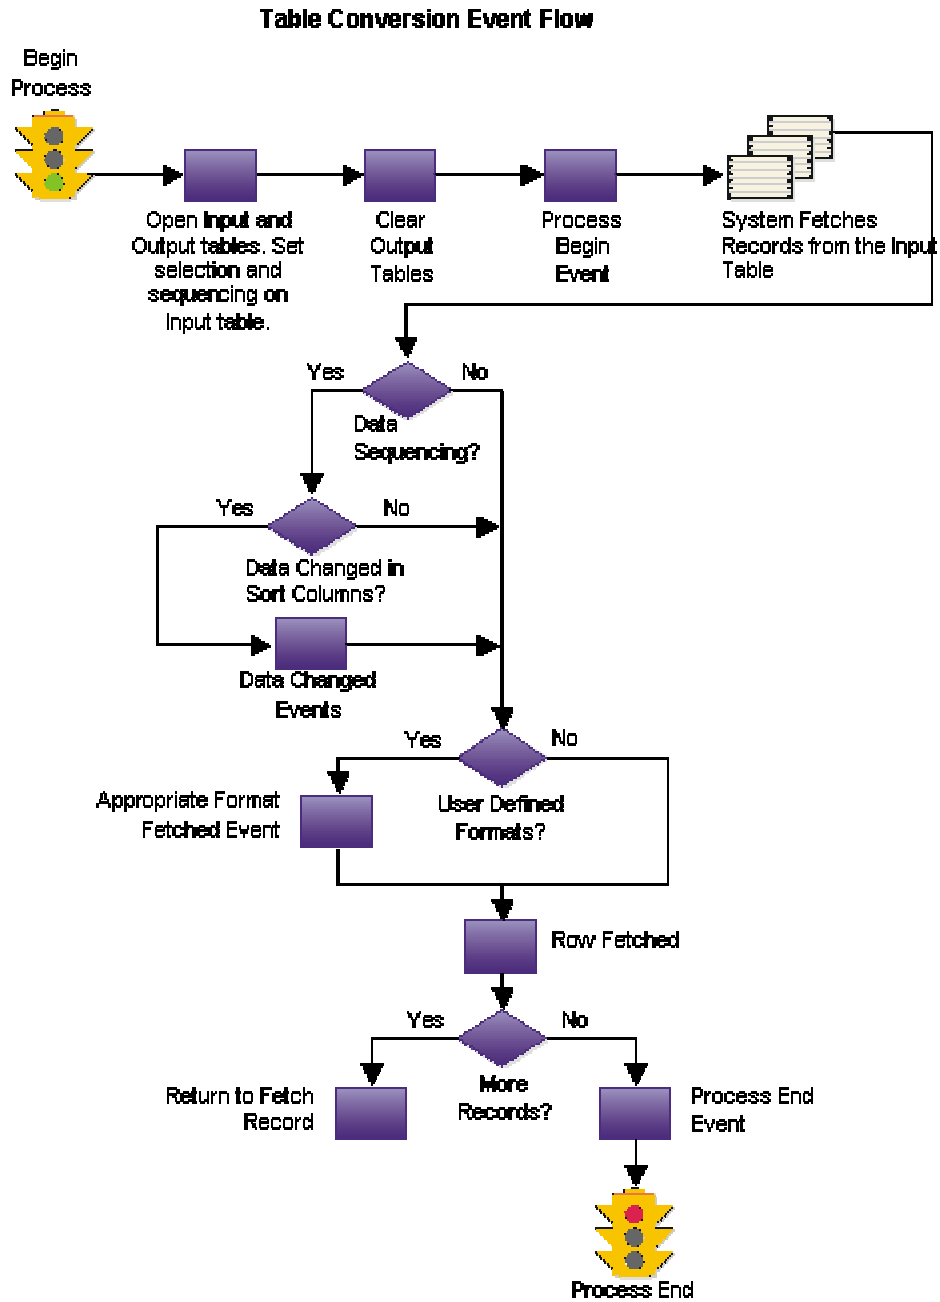 Table Conversion Event Flow
Begin
Process
Open Input and
Output tables. Set
selection and
sequencing on
Input table.
Clear
Output
Tables
Process
Begin
Event
System Fetches
Records from the Input
Table
Yes
No
Data
Sequencing?
Yes
No
Data Changed in
Sort Columns?
Data Changed
Events
Yes
No
User Defined
Formats?
Appropriate Format
Fetched Event
Row Fetched
Yes
No
More
Records?
Return to Fetch
Record
Process End
Event
Process End